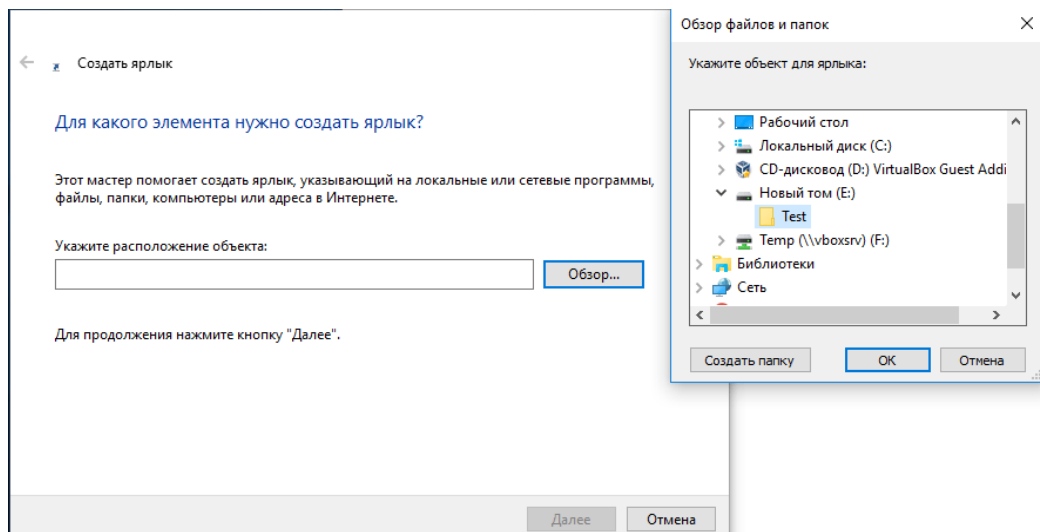 Создать ярлык
Для какого элемента нужно создать ярлык?
Этот мастер помогает создать ярлык, указывающий на локальные или сетевые программы,
файлы, папки, компьютеры или адреса в Интернете.
Укажите расположение объекта:
Обзор...
Для продолжения нажмите кнопку "Далее".
Далее
Отмена
Обзор файлов и папок
Укажите объект для ярлыка:
Рабочий стол
Локальный диск (C:)
CD-дисковод (D:) VirtualBox Guest Addi
Новый том (E:)
Test
Temp (\\vboxsrv) (F:)
Библиотеки
Сеть
Создать папку
OK
Отмена